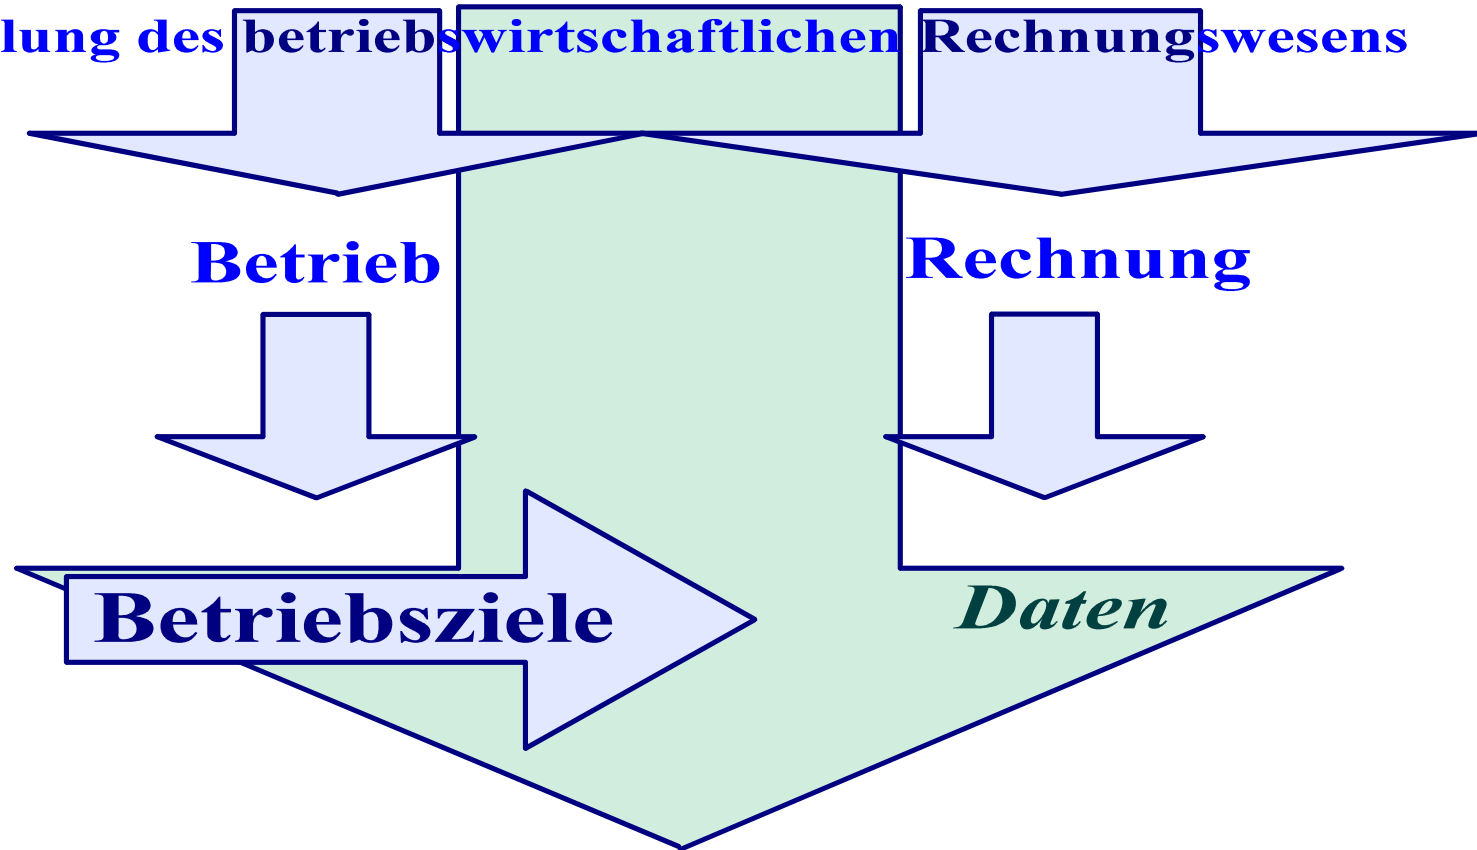 lung des betriebswirtschaftlichen Rechnungswesens
Betrieb Rechnung
Betriebsziele Daten